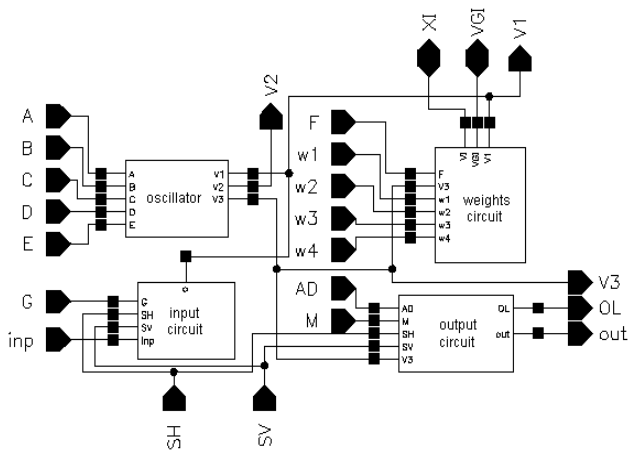 XI
VGI
V1
V2
A
B
C
D
E
A
B
C
D
E
oscillator
V1
V2
V3
F
w1
w2
w3
w4
VGI
V1
F
V3
w1
w2
w3
w4
weights
circuit
G
inp
G
SH
SV
Inp
input
circuit
AD
M
AD
M
SH
SV
V3
output
circuit
OL
out
V3
OL
out
SH
SV